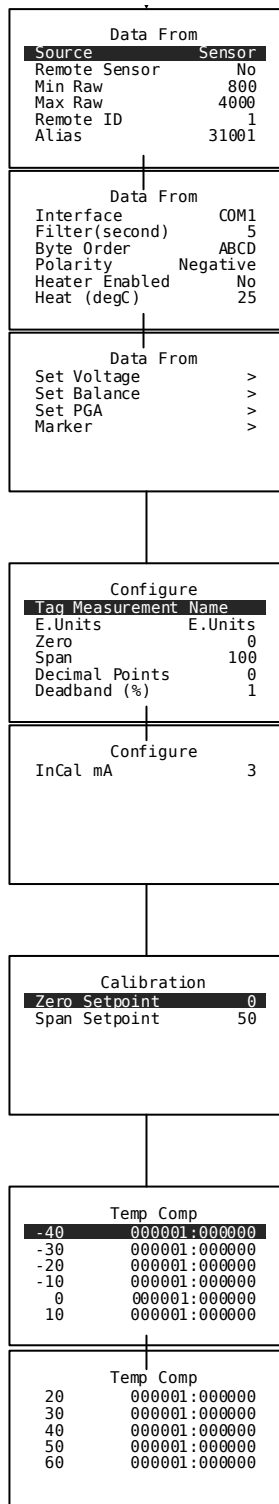 Data From
Source Sensor
Remote Sensor No
Min Raw 800
Max Raw 4000
Remote ID 1
Alias 31001
Data From
Interface COM1
Filter(second) 5
Byte Order ABCD
Polarity Negative
Heater Enabled No
Heat (degC) 25
Data From
Set Voltage >
Set Balance >
Set PGA >
Marker >
Configure
Tag Measurement Name
E.Units E.Units
Zero 0
Span 100
Decimal Points 0
Deadband (%) 1
Configure
InCal mA 3
Calibration
Zero Setpoint 0
Span Setpoint 50
Temp Comp
-40 000001:000000
-30 000001:000000
-20 000001:000000
-10 000001:000000
0 000001:000000
10 000001:000000
Temp Comp
20 000001:000000
30 000001:000000
40 000001:000000
50 000001:000000
60 000001:000000